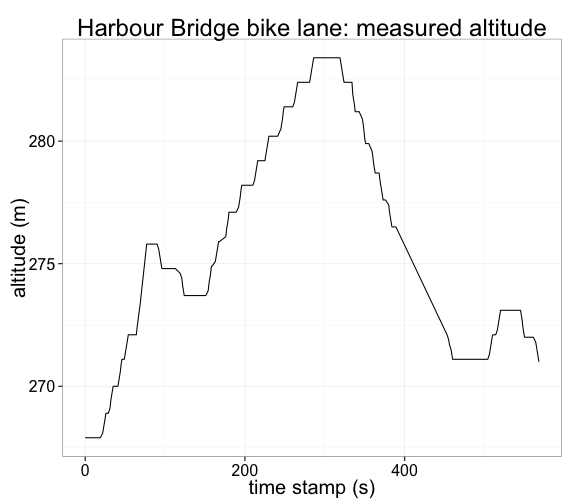 Harbour Bridge bike lane: measured altitude
altitude (m)
280
275
270
0 200 400
time stamp (s)